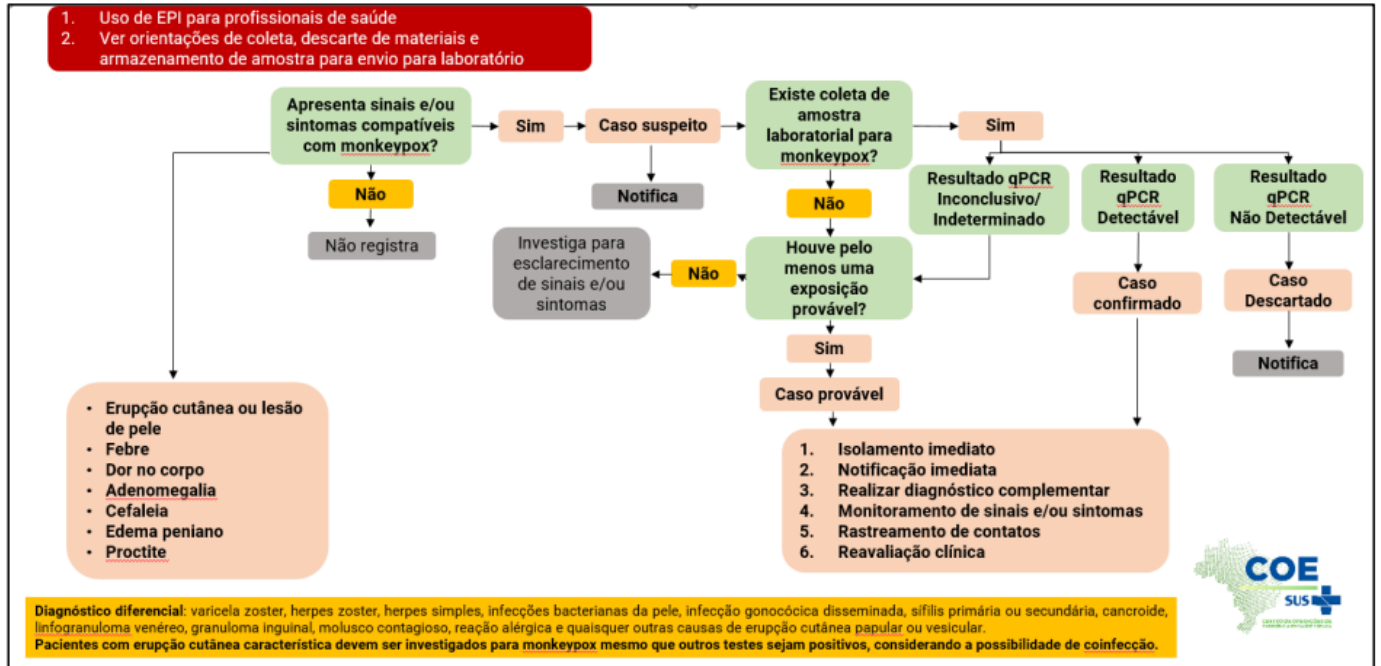 1. Uso de EPI para profissionais de saúde
2. Ver orientações de coleta, descarte de materiais e
armazenamento de amostra para envio para laboratório
Apresenta sinais e/ou
sintomas compatíveis
com monkeypox?
Sim
Caso suspeito
Existe coleta de
amostra
laboratorial para
monkeypox?
Sim
Não
Notifica
Não
Resultado qPCR
Inconclusivo/
Indeterminado
Resultado
qPCR
Detectável
Resultado
qPCR
Não Detectável
Não registra
Investiga para
esclarecimento
de sinais e/ou
sintomas
Não
Houve pelo
menos uma
exposição
provável?
Caso
confirmado
Caso
Descartado
Sim
Notifica
Caso provável
• Erupção cutânea ou lesão
de pele
• Febre
• Dor no corpo
• Adenomegalia
• Cefaleia
• Edema peniano
• Proctite
1. Isolamento imediato
2. Notificação imediata
3. Realizar diagnóstico complementar
4. Monitoramento de sinais e/ou sintomas
5. Rastreamento de contatos
6. Reavaliação clínica
COE
SUS
Diagnóstico diferencial: varicela zoster, herpes zoster, herpes simples, infecções bacterianas da pele, infecção gonocócica disseminada, sífilis primária ou secundária, cancroide,
linfogranuloma venéreo, granuloma inguinal, molusco contagioso, reação alérgica e quaisquer outras causas de erupção cutânea papular ou vesicular.
Pacientes com erupção cutânea característica devem ser investigados para monkeypox mesmo que outros testes sejam positivos, considerando a possibilidade de coinfecção.